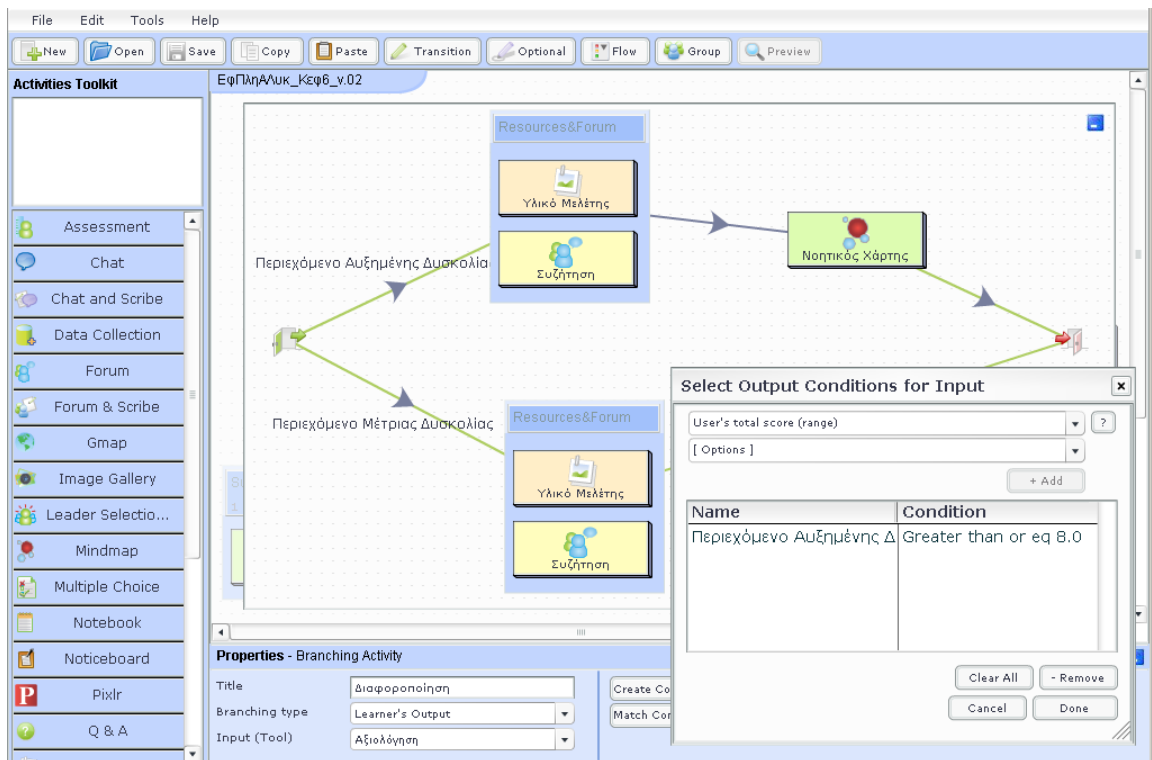 File Edit Tools Help
New Open Save Copy Paste Transition Optional Flow Group Preview
Activities Toolkit
ΕφΠληΑΛυκ_Κεφ6_v.02
Resources&Forum
Υλικό Μελέτης
Συζήτηση
Νοητικός Χάρτης
Περιεχόμενο Αυξημένης Δυσκολία
Περιεχόμενο Μέτριας Δυσκολίας
Resources&Forum
Υλικό Μελέτης
Συζήτηση
Assessment
Chat
Chat and Scribe
Data Collection
Forum
Forum & Scribe
Gmap
Image Gallery
Leader Selectio...
Mindmap
Multiple Choice
Notebook
Noticeboard
Pixlr
Q & A
Select Output Conditions for Input
User's total score (range)
?
[ Options ]
+ Add
Name Condition
Περιεχόμενο Αυξημένης Δ Greater than or eq 8.0
Clear All - Remove
Cancel Done
Properties - Branching Activity
Title Διαφοροποίηση
Branching type Learner's Output
Input (Tool) Αξιολόγηση
Create Co
Match Con